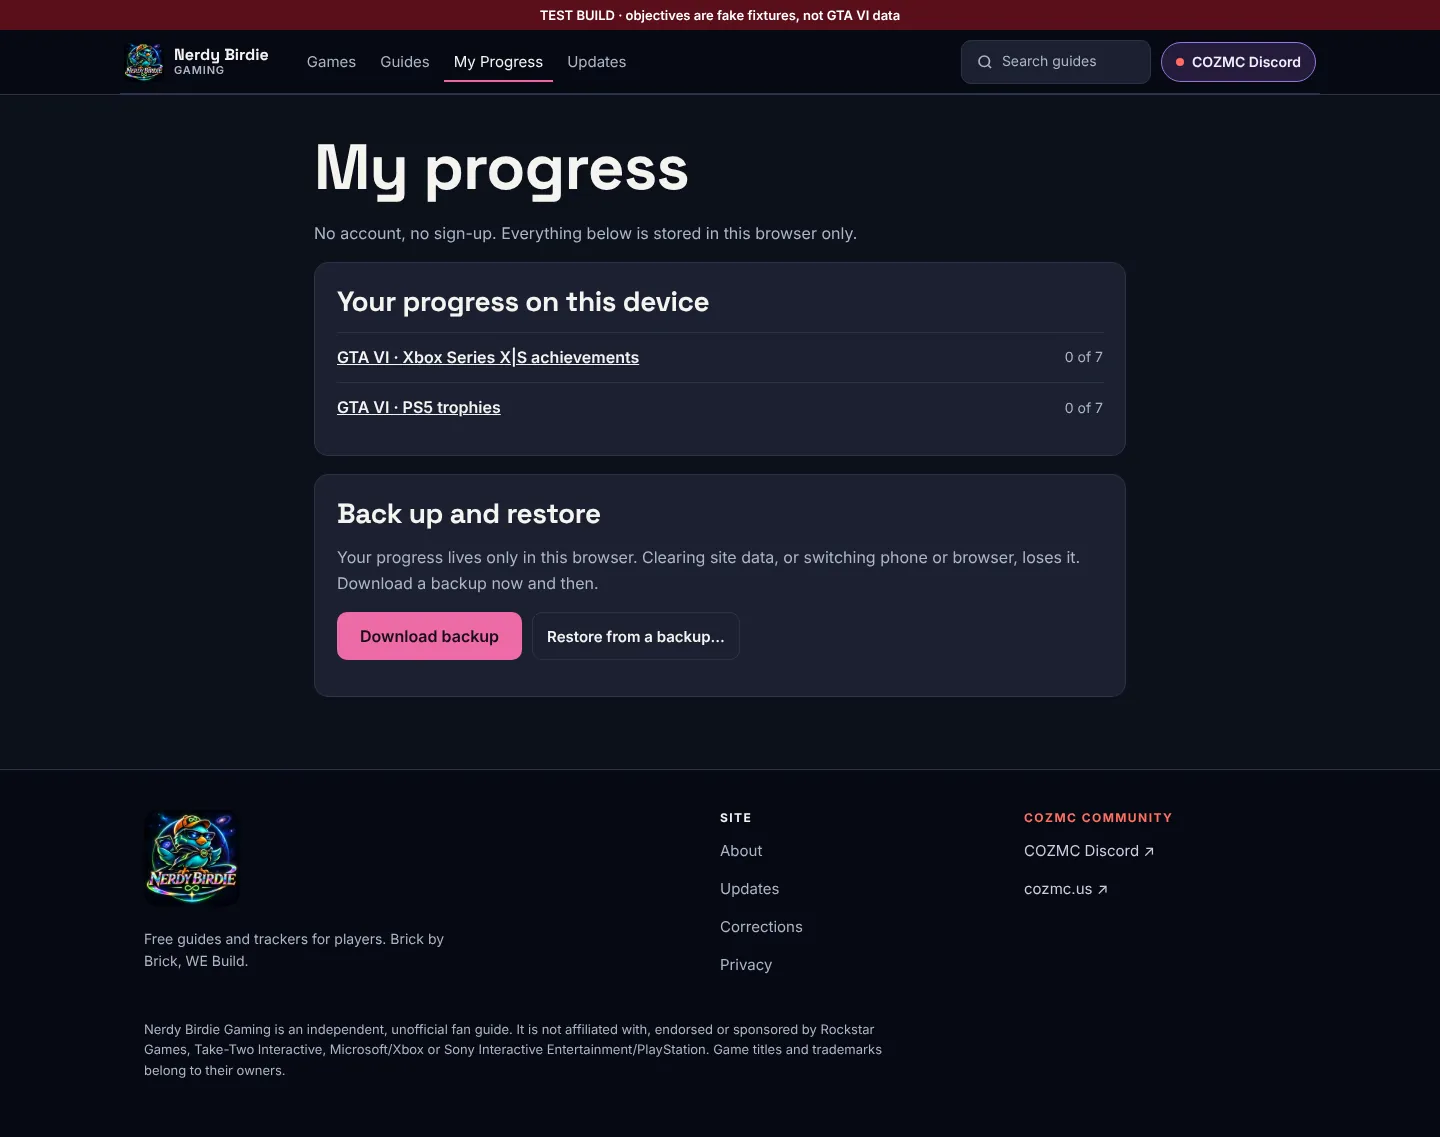 TEST BUILD · objectives are fake fixtures, not GTA VI data
NERDY BIRDIE
Nerdy Birdie
GAMING
Games
Guides
My Progress
Updates
Search guides
COZMC Discord
My progress
No account, no sign-up. Everything below is stored in this browser only.
Your progress on this device
GTA VI · Xbox Series X|S achievements
0 of 7
GTA VI · PS5 trophies
0 of 7
Back up and restore
Your progress lives only in this browser. Clearing site data, or switching phone or browser, loses it.
Download a backup now and then.
Download backup
Restore from a backup…
NERDY BIRDIE
Free guides and trackers for players. Brick by
Brick, WE Build.
SITE
About
Updates
Corrections
Privacy
COZMC COMMUNITY
COZMC Discord ↗
cozmc.us ↗
Nerdy Birdie Gaming is an independent, unofficial fan guide. It is not affiliated with, endorsed or sponsored by Rockstar
Games, Take-Two Interactive, Microsoft/Xbox or Sony Interactive Entertainment/PlayStation. Game titles and trademarks
belong to their owners.